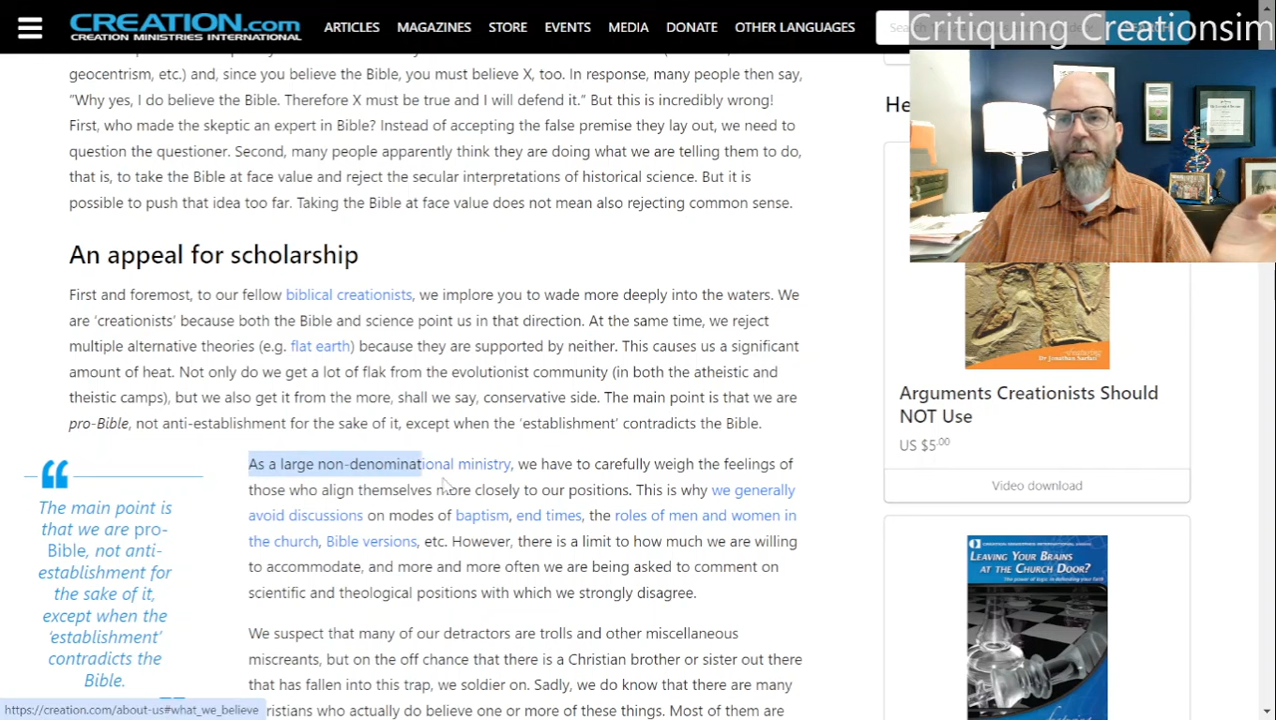 CREATION.com
CREATION MINISTRIES INTERNATIONAL
ARTICLES MAGAZINES STORE EVENTS MEDIA DONATE OTHER LANGUAGES
Critiquing Creationsim
geocentrism, etc.) and, since you believe the Bible, you must believe X, too. In response, many people then say,
“Why yes, I do believe the Bible. Therefore X must be true and I will defend it.” But this is incredibly wrong!
First, who made the skeptic an expert in Bible? Instead of accepting the false premise they lay out, we need to
question the questioner. Second, many people apparently think they are doing what we are telling them to do,
that is, to take the Bible at face value and reject the secular interpretations of historical science. But it is
possible to push that idea too far. Taking the Bible at face value does not mean also rejecting common sense.
An appeal for scholarship
First and foremost, to our fellow biblical creationists, we implore you to wade more deeply into the waters. We
are ‘creationists’ because both the Bible and science point us in that direction. At the same time, we reject
multiple alternative theories (e.g. flat earth) because they are supported by neither. This causes us a significant
amount of heat. Not only do we get a lot of flak from the evolutionist community (in both the atheistic and
theistic camps), but we also get it from the more, shall we say, conservative side. The main point is that we are
pro-Bible, not anti-establishment for the sake of it, except when the ‘establishment’ contradicts the Bible.
“
The main point is
that we are pro-
Bible, not anti-
establishment for
the sake of it,
except when the
‘establishment’
contradicts the
Bible.
As a large non-denominational ministry, we have to carefully weigh the feelings of
those who align themselves more closely to our positions. This is why we generally
avoid discussions on modes of baptism, end times, the roles of men and women in
the church, Bible versions, etc. However, there is a limit to how much we are willing
to accommodate, and more and more often we are being asked to comment on
scientific and theological positions with which we strongly disagree.
We suspect that many of our detractors are trolls and other miscellaneous
miscreants, but on the off chance that there is a Christian brother or sister out there
that has fallen into this trap, we soldier on. Sadly, we do know that there are many
who actually do believe one or more of these things. Most of them are
https://creation.com/about-us#what_we_believe
He
Dr Jonathan Sarfati
Arguments Creationists Should
NOT Use
US $5.00
Video download
CREATION MINISTRIES INTERNATIONAL
LEAVING YOUR BRAINS
AT THE CHURCH DOOR?
The power of logic in defending your faith